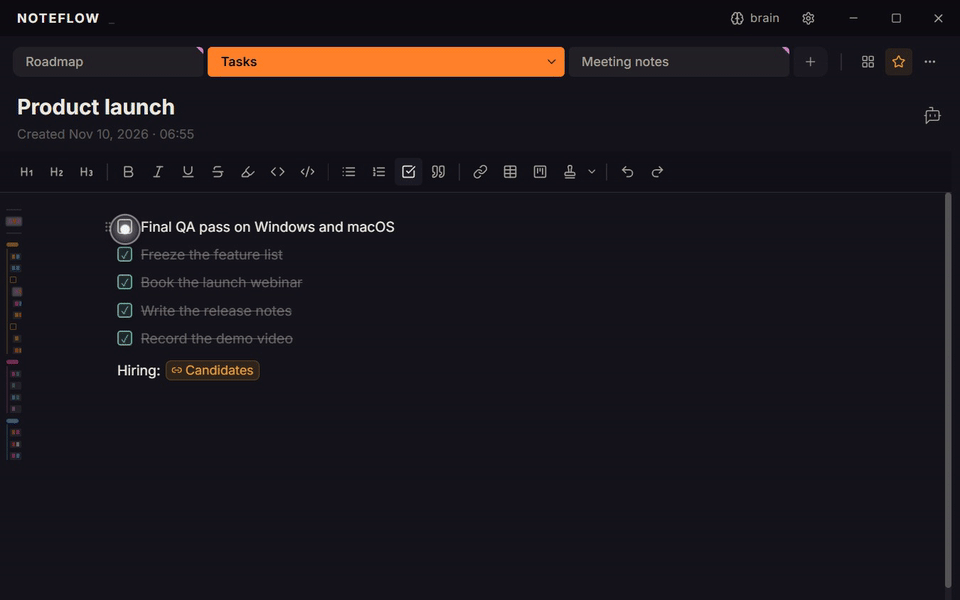 NOTEFLOW _
brain
Roadmap
Tasks
Meeting notes
Product launch
Created Nov 10, 2026 · 06:55
H1 H2 H3 B I U S
Final QA pass on Windows and macOS
Freeze the feature list
Book the launch webinar
Write the release notes
Record the demo video
Hiring: Candidates